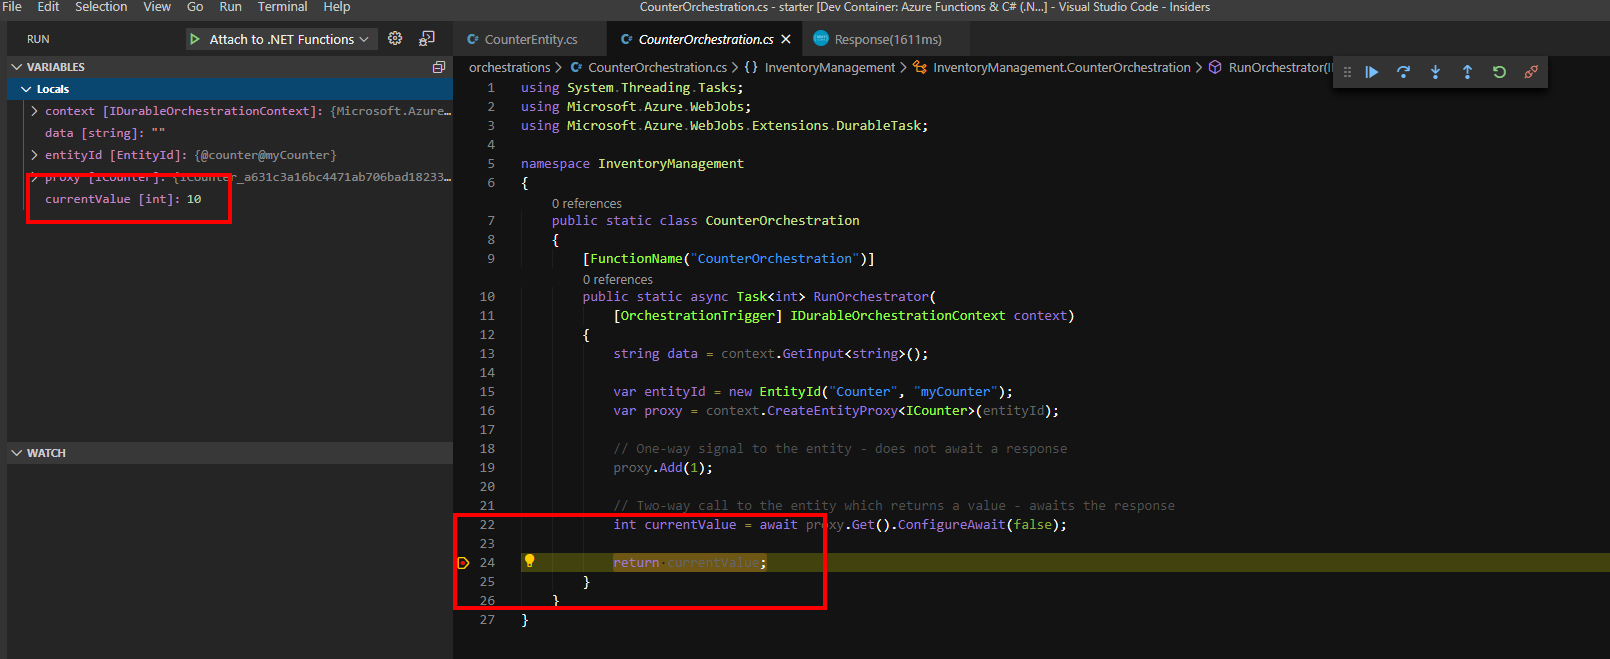 File Edit Selection View Go Run Terminal Help
CounterOrchestration.cs - starter [Dev Container: Azure Functions & C# (.N...] - Visual Studio Code - Insiders
RUN
Attach to .NET Functions
VARIABLES
Locals
context [IDurableOrchestrationContext]: {Microsoft.Azure…
data [string]: ""
entityId [EntityId]: {@counter@myCounter}
proxy [ICounter]: {ICounter_a631c3a16bc4471ab706bad18233…
currentValue [int]: 10
WATCH
CounterEntity.cs
CounterOrchestration.cs
Response(1611ms)
orchestrations > CounterOrchestration.cs > {} InventoryManagement > InventoryManagement.CounterOrchestration > RunOrchestrator(
1 using System.Threading.Tasks;
2 using Microsoft.Azure.WebJobs;
3 using Microsoft.Azure.WebJobs.Extensions.DurableTask;
4
5 namespace InventoryManagement
6 {
0 references
7 public static class CounterOrchestration
8 {
9 [FunctionName("CounterOrchestration")]
0 references
10 public static async Task<int> RunOrchestrator(
11 [OrchestrationTrigger] IDurableOrchestrationContext context)
12 {
13 string data = context.GetInput<string>();
14
15 var entityId = new EntityId("Counter", "myCounter");
16 var proxy = context.CreateEntityProxy<ICounter>(entityId);
17
18 // One-way signal to the entity - does not await a response
19 proxy.Add(1);
20
21 // Two-way call to the entity which returns a value - awaits the response
22 int currentValue = await proxy.Get().ConfigureAwait(false);
23
24 return currentValue;
25 }
26 }
27 }